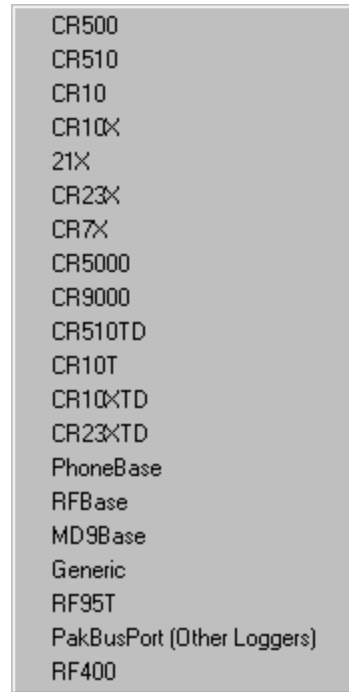 CR500
CR510
CR10
CR10X
21X
CR23X
CR7X
CR5000
CR9000
CR510TD
CR10T
CR10XTD
CR23XTD
PhoneBase
RFBase
MD9Base
Generic
RF95T
PakBusPort (Other Loggers)
RF400